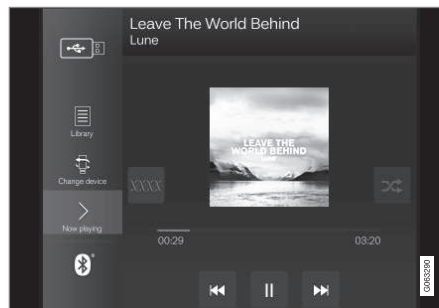 Leave The World Behind
Lune
Library
Change device
Now playing
XXXX
LEAVE THE
WORLD BEHIND
LUNE
00:29
03:20
G063290